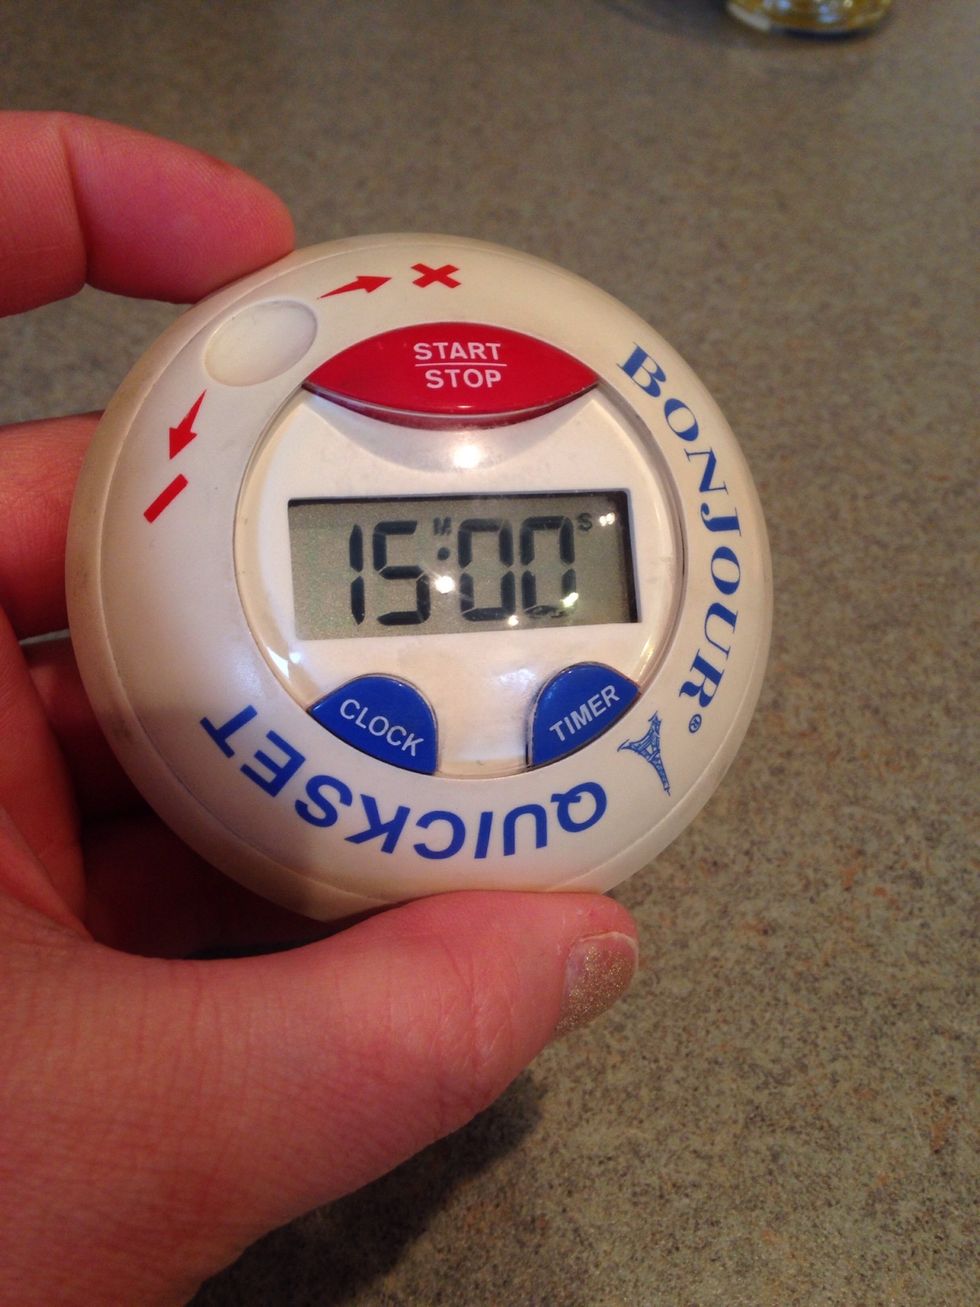 +
START
STOP
-
15:00
M
S
CLOCK
TIMER
BONJOUR®
QUICKSET